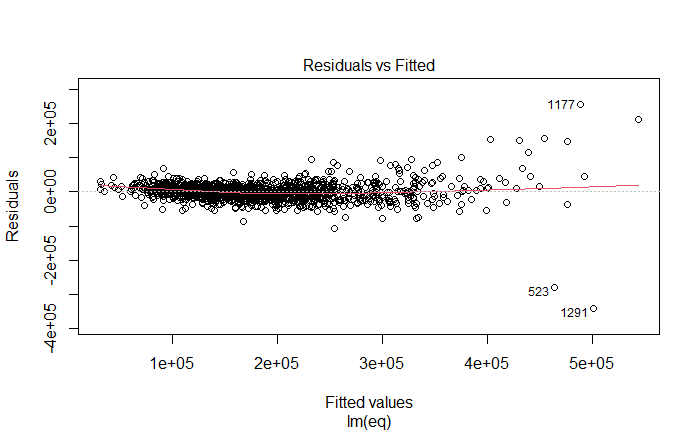 Residuals vs Fitted
Residuals
2e+05
0e+00
-2e+05
-4e+05
1177
523
1291
1e+05 2e+05 3e+05 4e+05 5e+05
Fitted values
lm(eq)